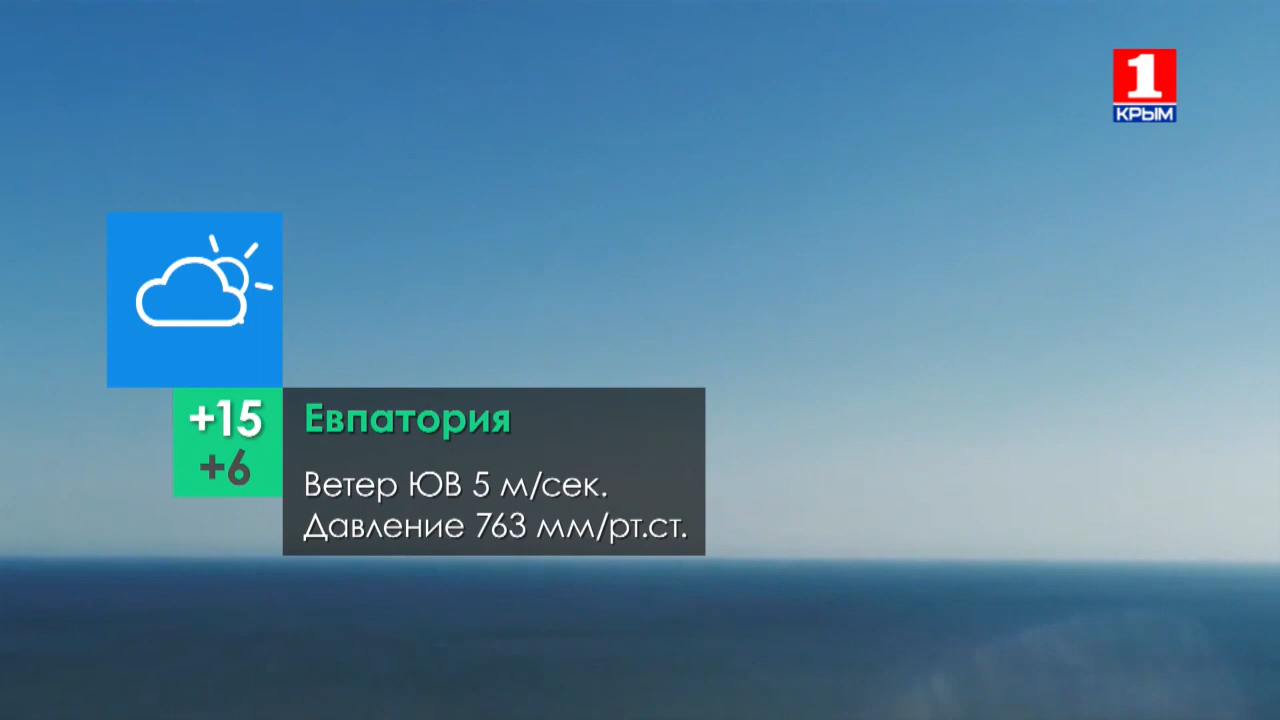 1
КРЫМ
+15
+6
Евпатория
Ветер ЮВ 5 м/сек.
Давление 763 мм/рт.ст.